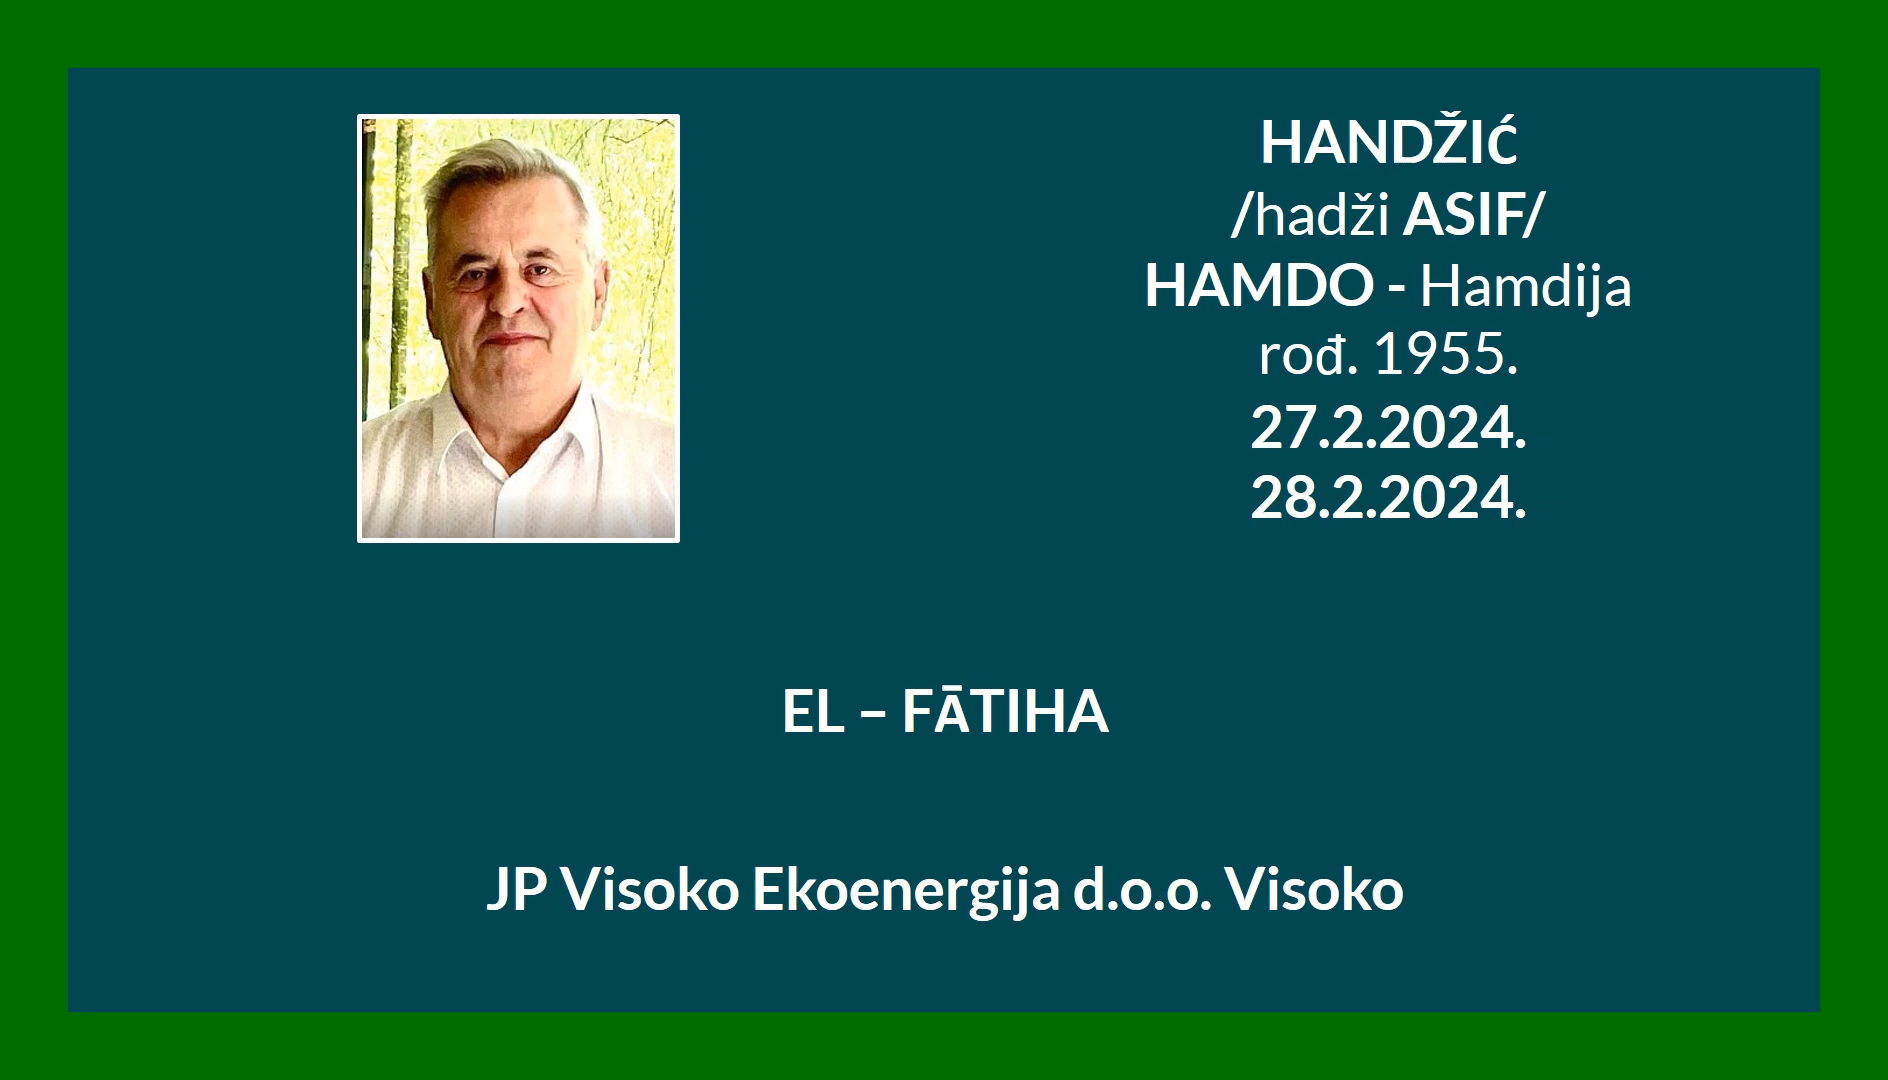 HANDŽIĆ
/hadži ASIF/
HAMDO - Hamdija
rođ. 1955.
27.2.2024.
28.2.2024.
EL – FĀTIHA
JP Visoko Ekoenergija d.o.o. Visoko